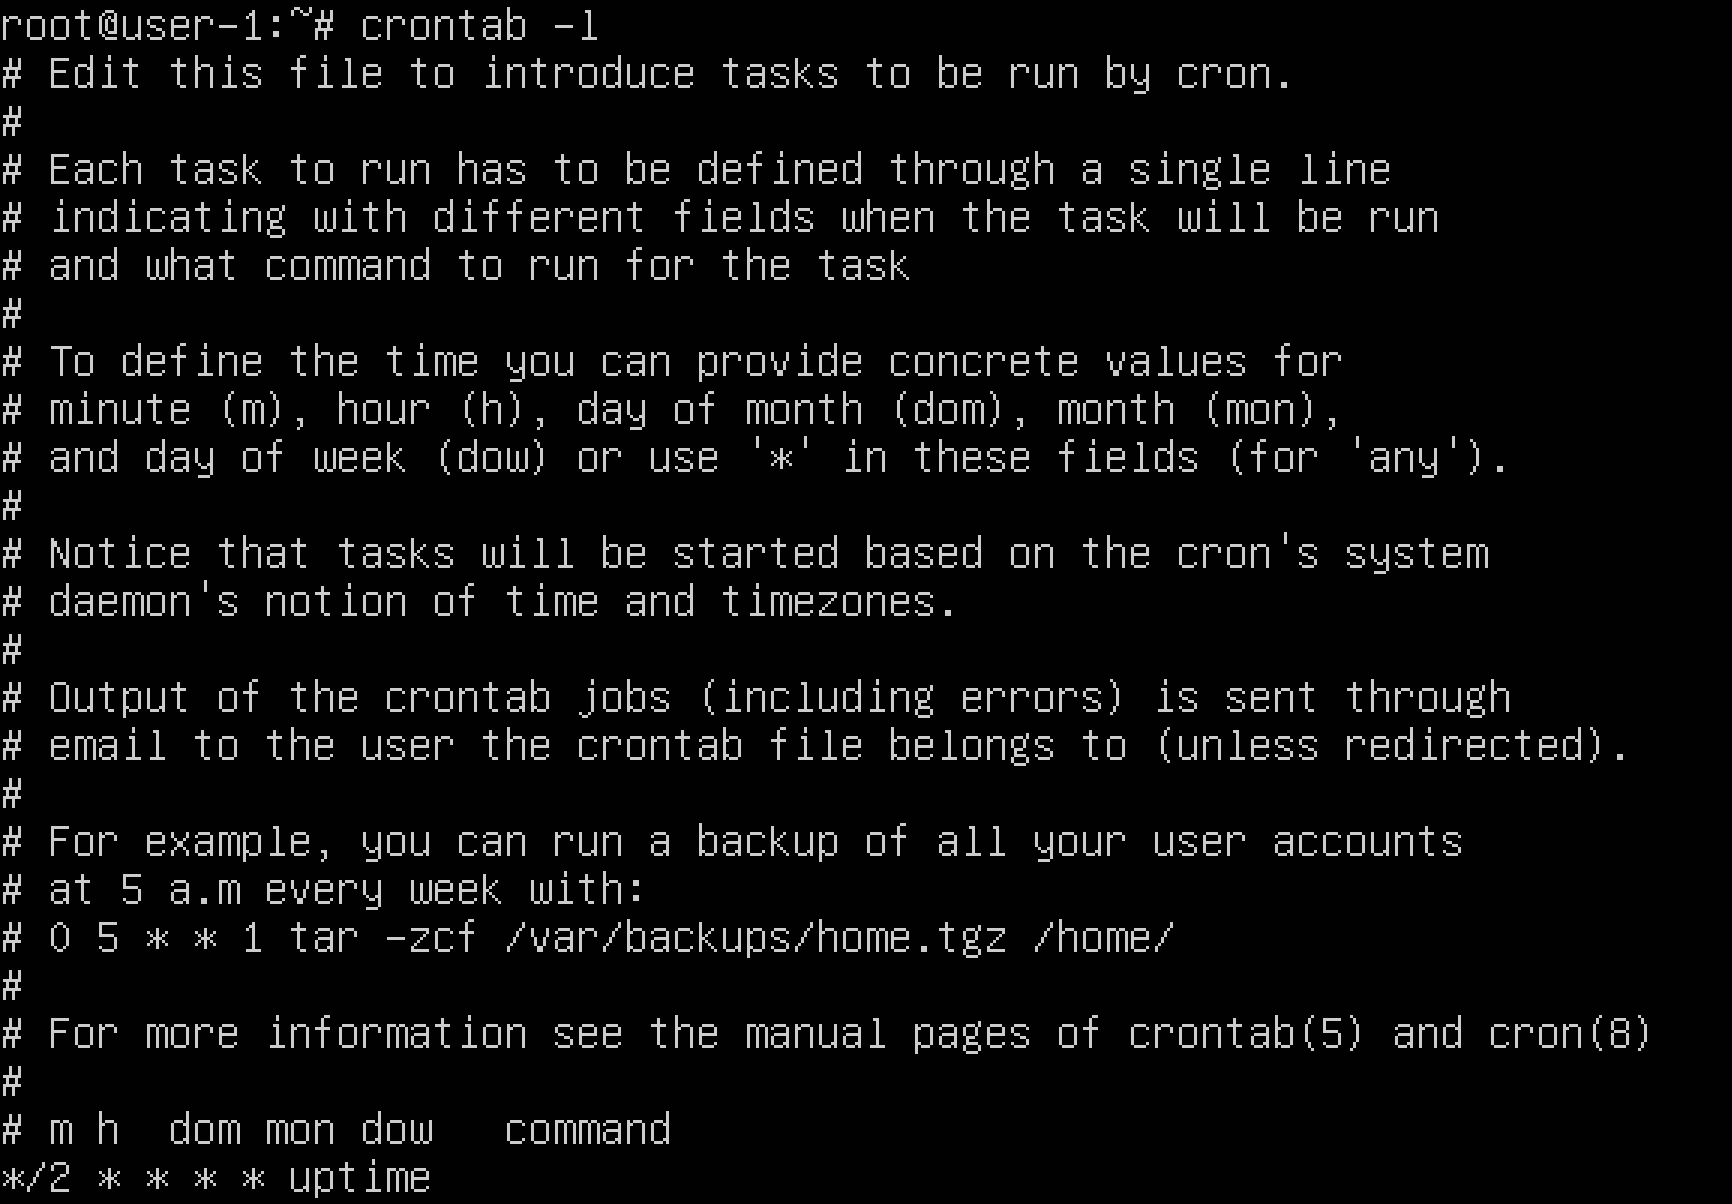 root@user-1:~# crontab -l
# Edit this file to introduce tasks to be run by cron.
#
# Each task to run has to be defined through a single line
# indicating with different fields when the task will be run
# and what command to run for the task
#
# To define the time you can provide concrete values for
# minute (m), hour (h), day of month (dom), month (mon),
# and day of week (dow) or use '*' in these fields (for 'any').
#
# Notice that tasks will be started based on the cron's system
# daemon's notion of time and timezones.
#
# Output of the crontab jobs (including errors) is sent through
# email to the user the crontab file belongs to (unless redirected).
#
# For example, you can run a backup of all your user accounts
# at 5 a.m every week with:
# 0 5 * * 1 tar -zcf /var/backups/home.tgz /home/
#
# For more information see the manual pages of crontab(5) and cron(8)
#
# m h  dom mon dow   command
*/2 * * * * uptime